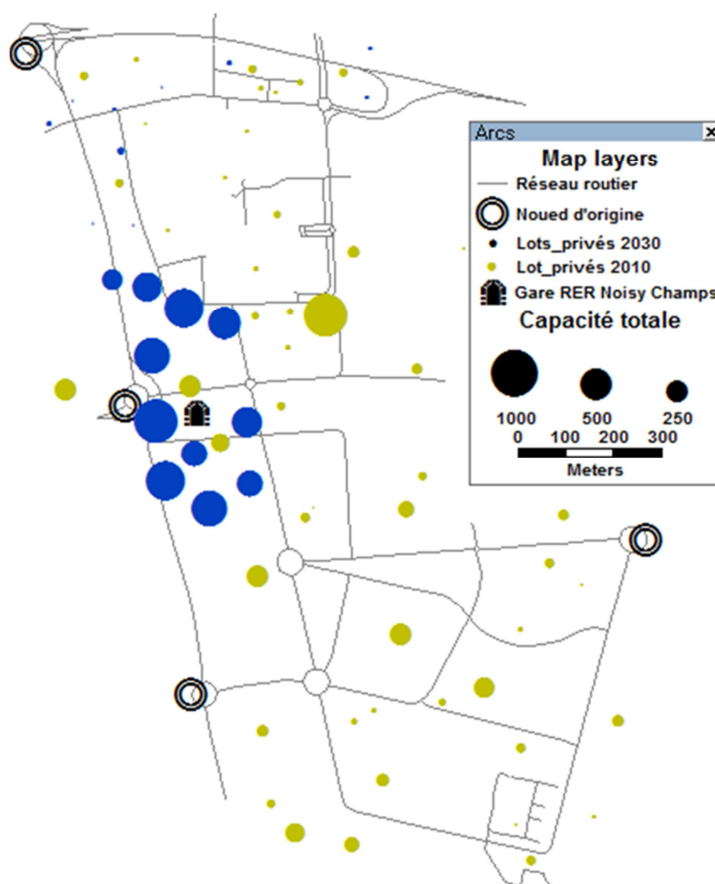 Arcs
Map layers
Réseau routier
Noued d'origine
Lots_privés 2030
Lot_privés 2010
Gare RER Noisy Champs
Capacité totale
1000 500 250
0 100 200 300
Meters